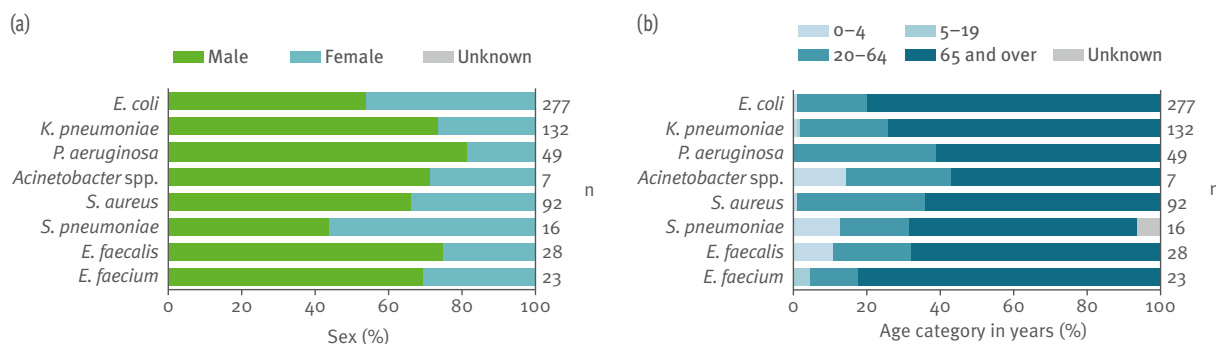 (a)
Male Female Unknown
E. coli 277
K. pneumoniae 132
P. aeruginosa 49
Acinetobacter spp. 7
S. aureus 92
S. pneumoniae 16
E. faecalis 28
E. faecium 23
n
0 20 40 60 80 100
Sex (%)
(b)
0–4 5–19
20–64 65 and over Unknown
E. coli 277
K. pneumoniae 132
P. aeruginosa 49
Acinetobacter spp. 7
S. aureus 92
S. pneumoniae 16
E. faecalis 28
E. faecium 23
0 20 40 60 80 100
Age category in years (%)